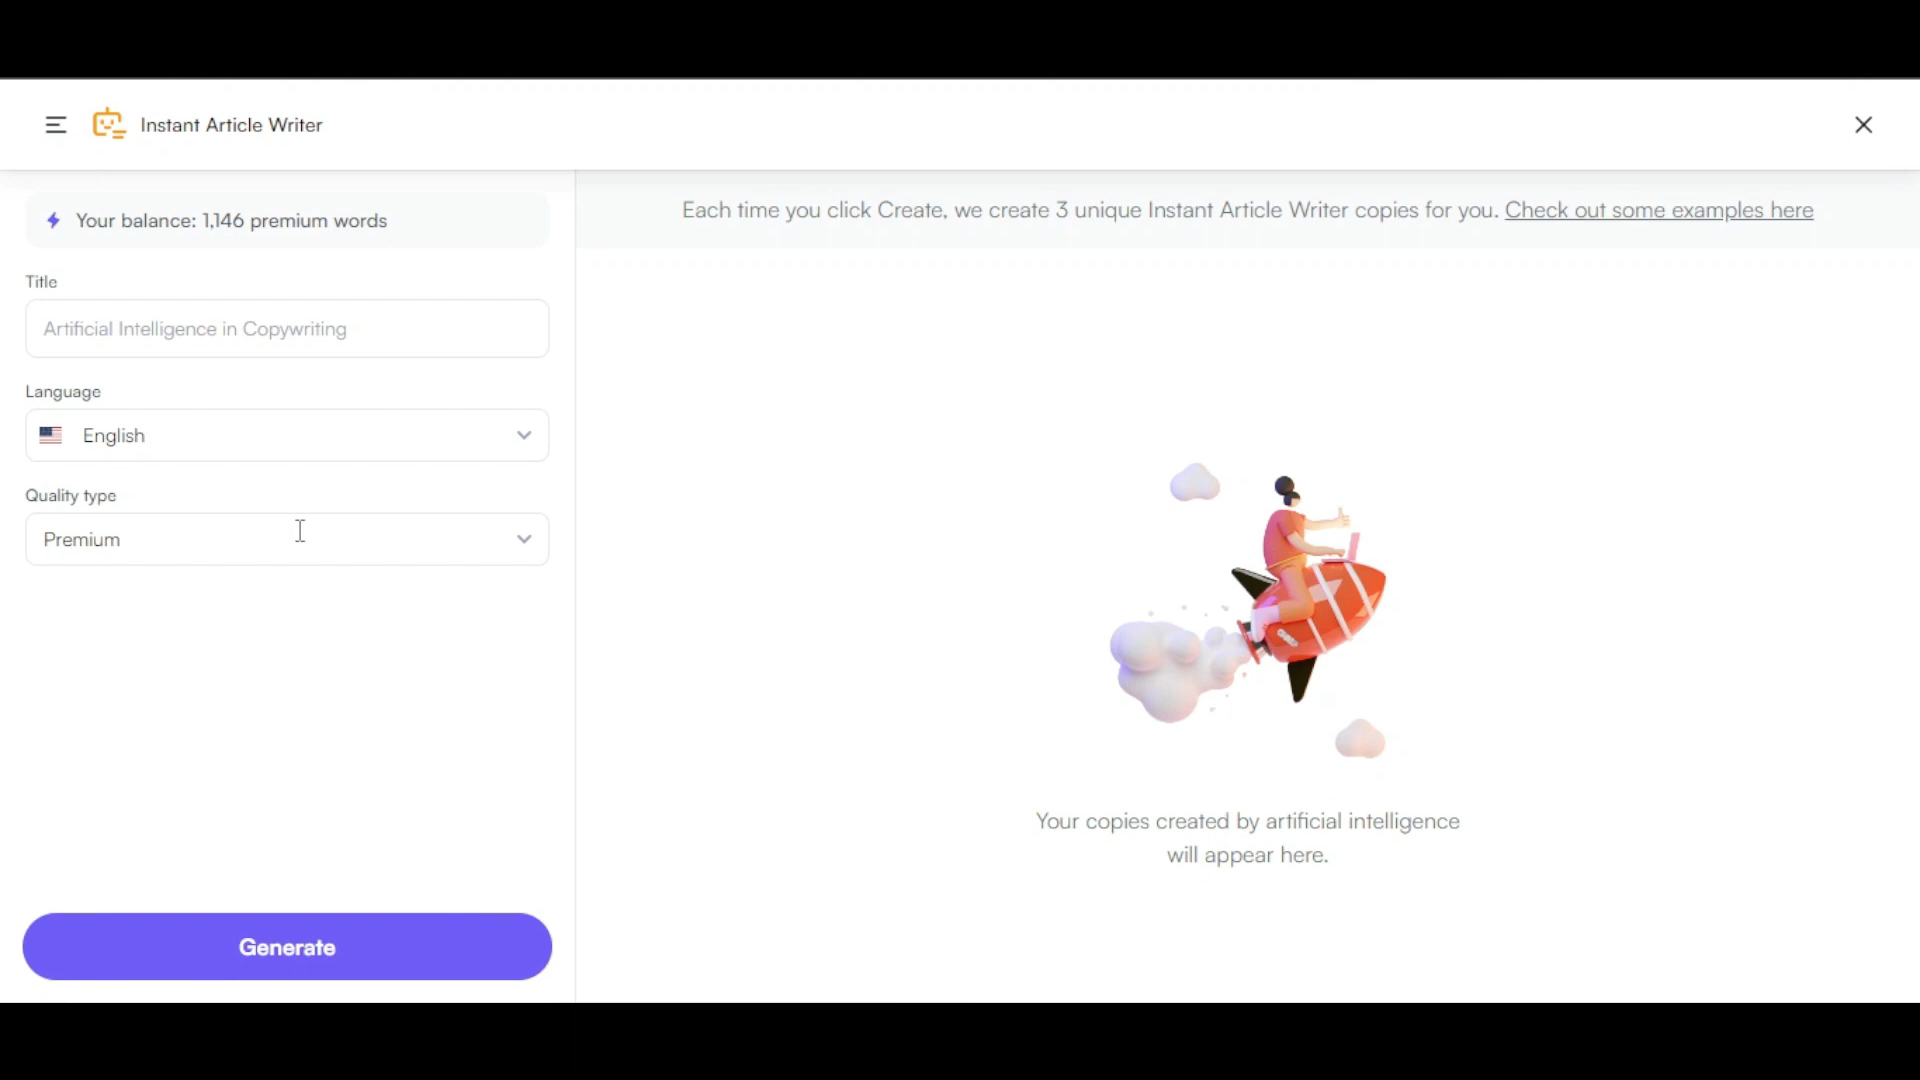 Instant Article Writer
Your balance: 1,146 premium words
Title
Artificial Intelligence in Copywriting
Language
English
Quality type
Premium
Generate
Each time you click Create, we create 3 unique Instant Article Writer copies for you. Check out some examples here
Your copies created by artificial intelligence
will appear here.